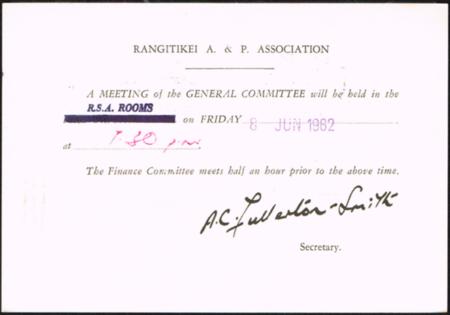 RANGITIKEI A. & P. ASSOCIATION
A MEETING of the GENERAL COMMITTEE will be held in the
R.S.A. ROOMS
on FRIDAY 8 JUN 1962
at 7.30 p.m.
The Finance Committee meets half an hour prior to the above time.
A.C. Fullerton-Smith
Secretary.